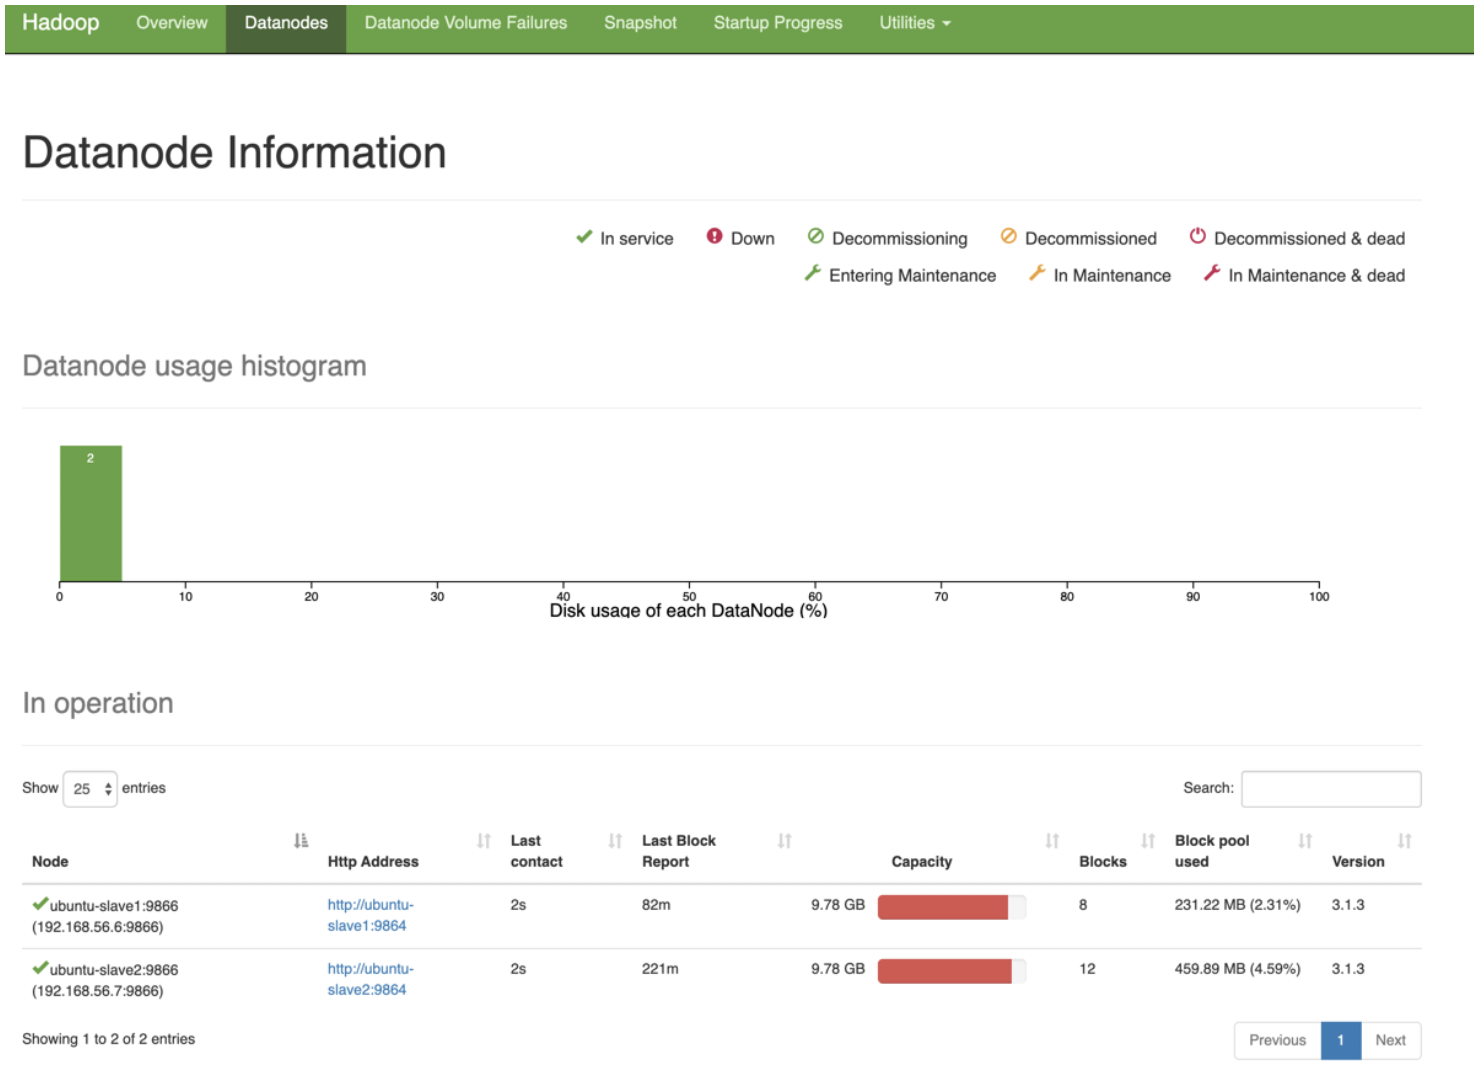 Hadoop Overview Datanodes Datanode Volume Failures Snapshot Startup Progress Utilities
Datanode Information
In service Down Decommissioning Decommissioned Decommissioned & dead
Entering Maintenance In Maintenance In Maintenance & dead
Datanode usage histogram
2
0 10 20 30 40 50 60 70 80 90 100
Disk usage of each DataNode (%)
In operation
Show 25 entries Search:
Last Last Block Block pool
Node Http Address contact Report Capacity Blocks used Version
ubuntu-slave1:9866 http://ubuntu- 2s 82m 9.78 GB 8 231.22 MB (2.31%) 3.1.3
(192.168.56.6:9866) slave1:9864
ubuntu-slave2:9866 http://ubuntu- 2s 221m 9.78 GB 12 459.89 MB (4.59%) 3.1.3
(192.168.56.7:9866) slave2:9864
Showing 1 to 2 of 2 entries Previous 1 Next